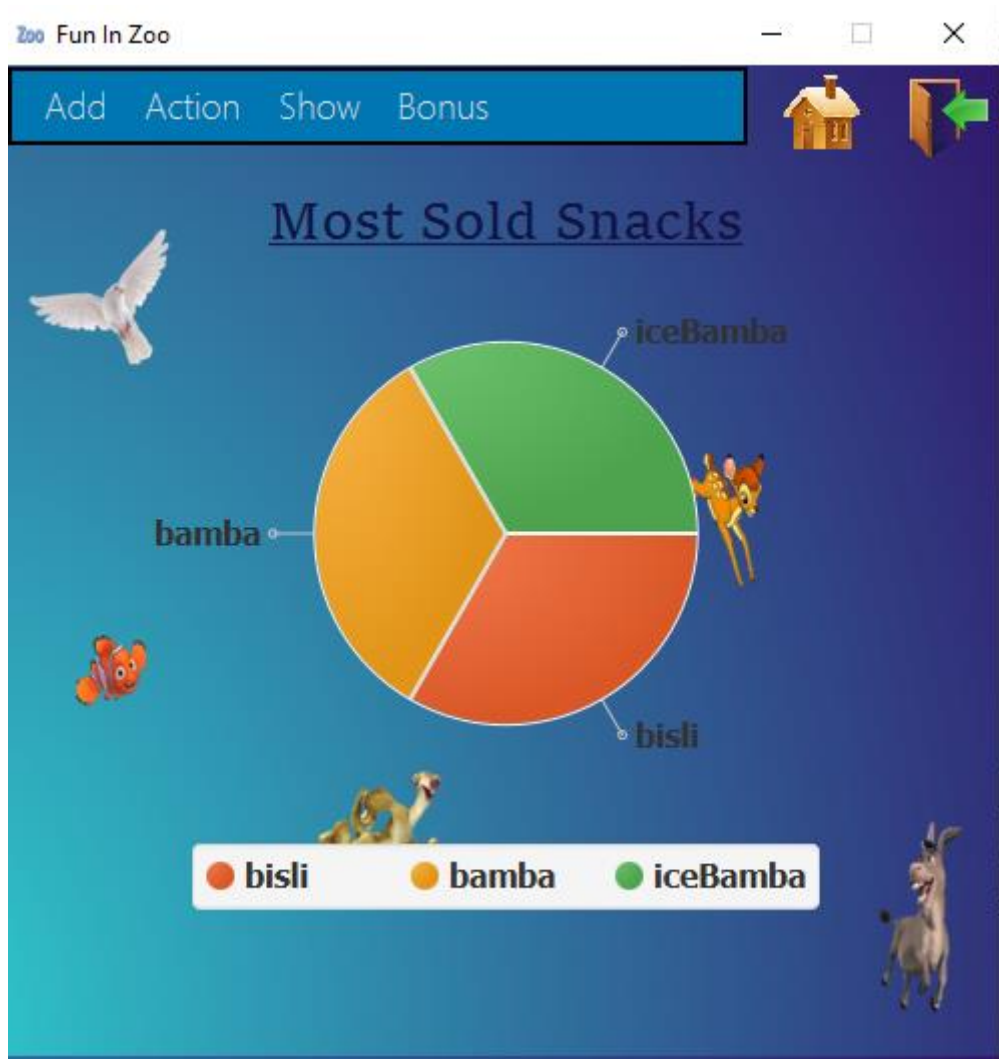 Zoo Fun In Zoo
Add Action Show Bonus
Most Sold Snacks
iceBamba
bamba
bisli
bisli bamba iceBamba